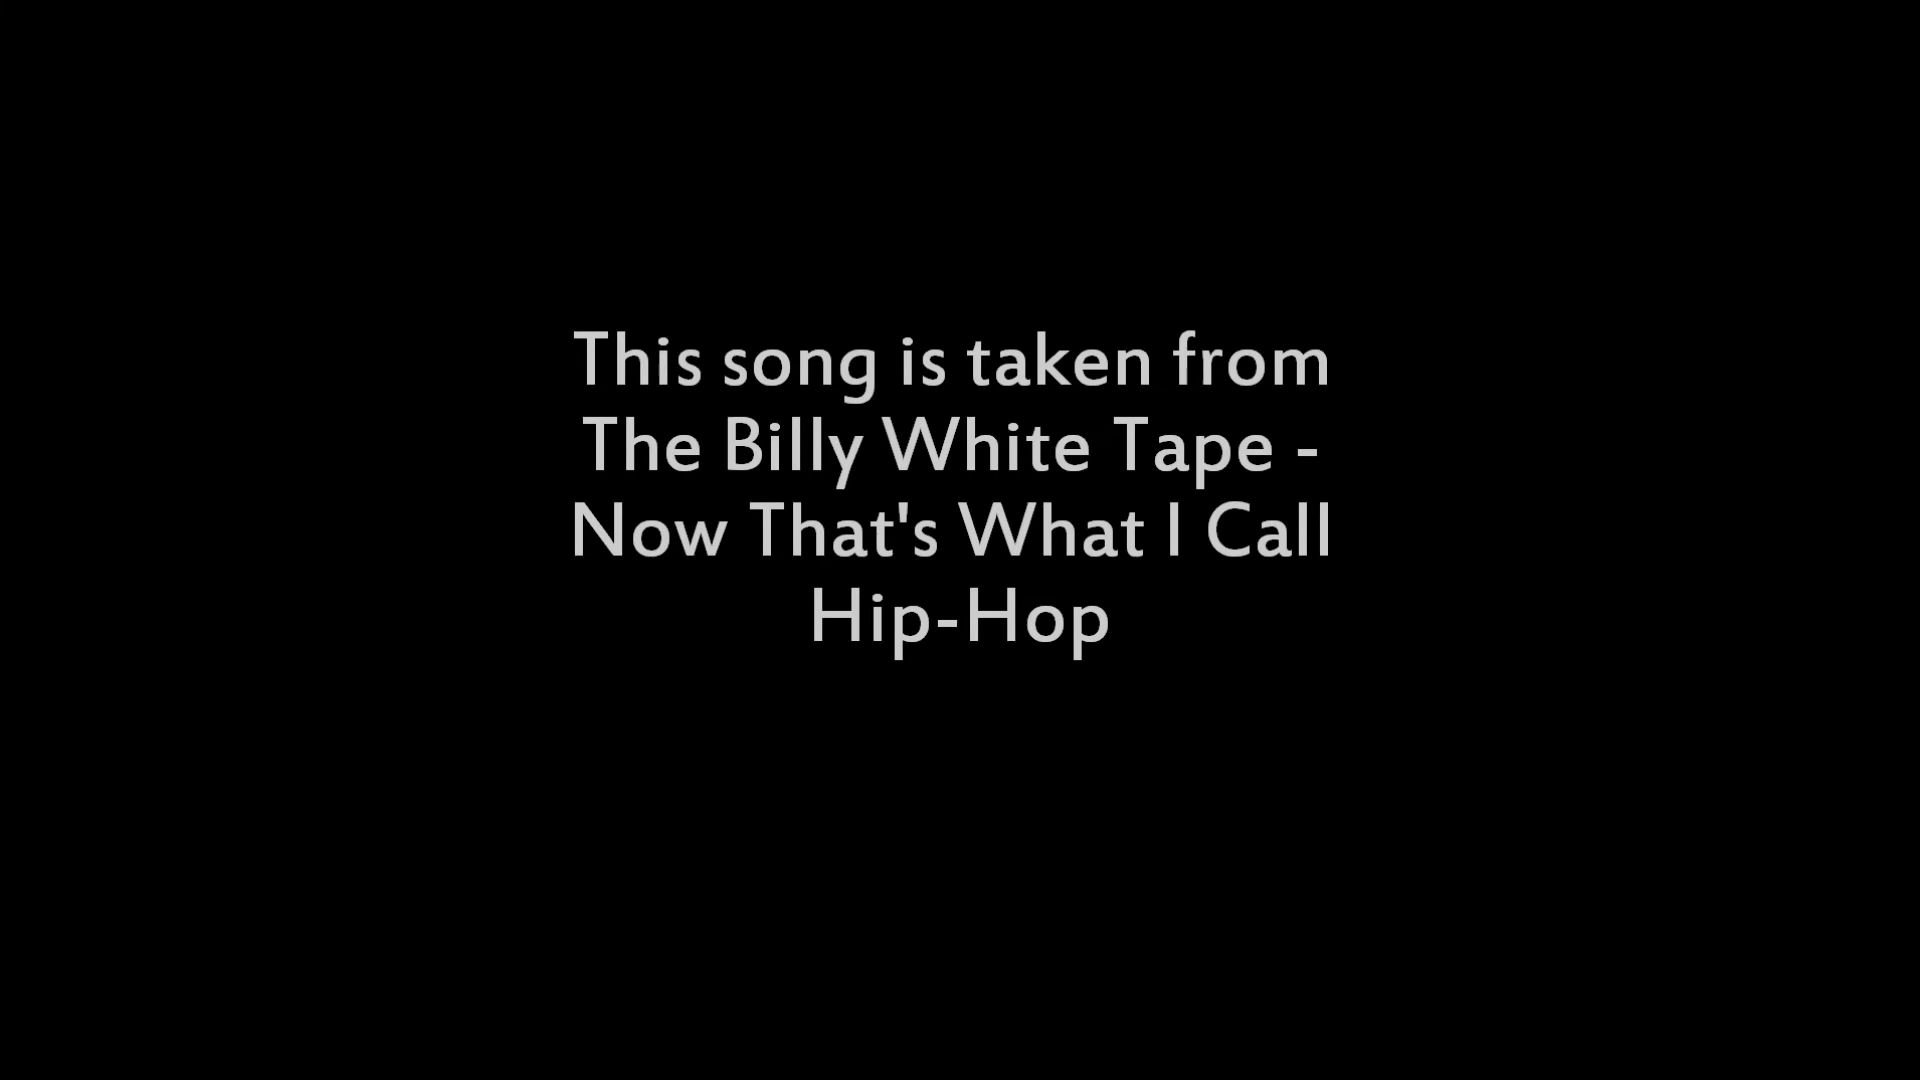 This song is taken from
The Billy White Tape -
Now That's What I Call
Hip-Hop